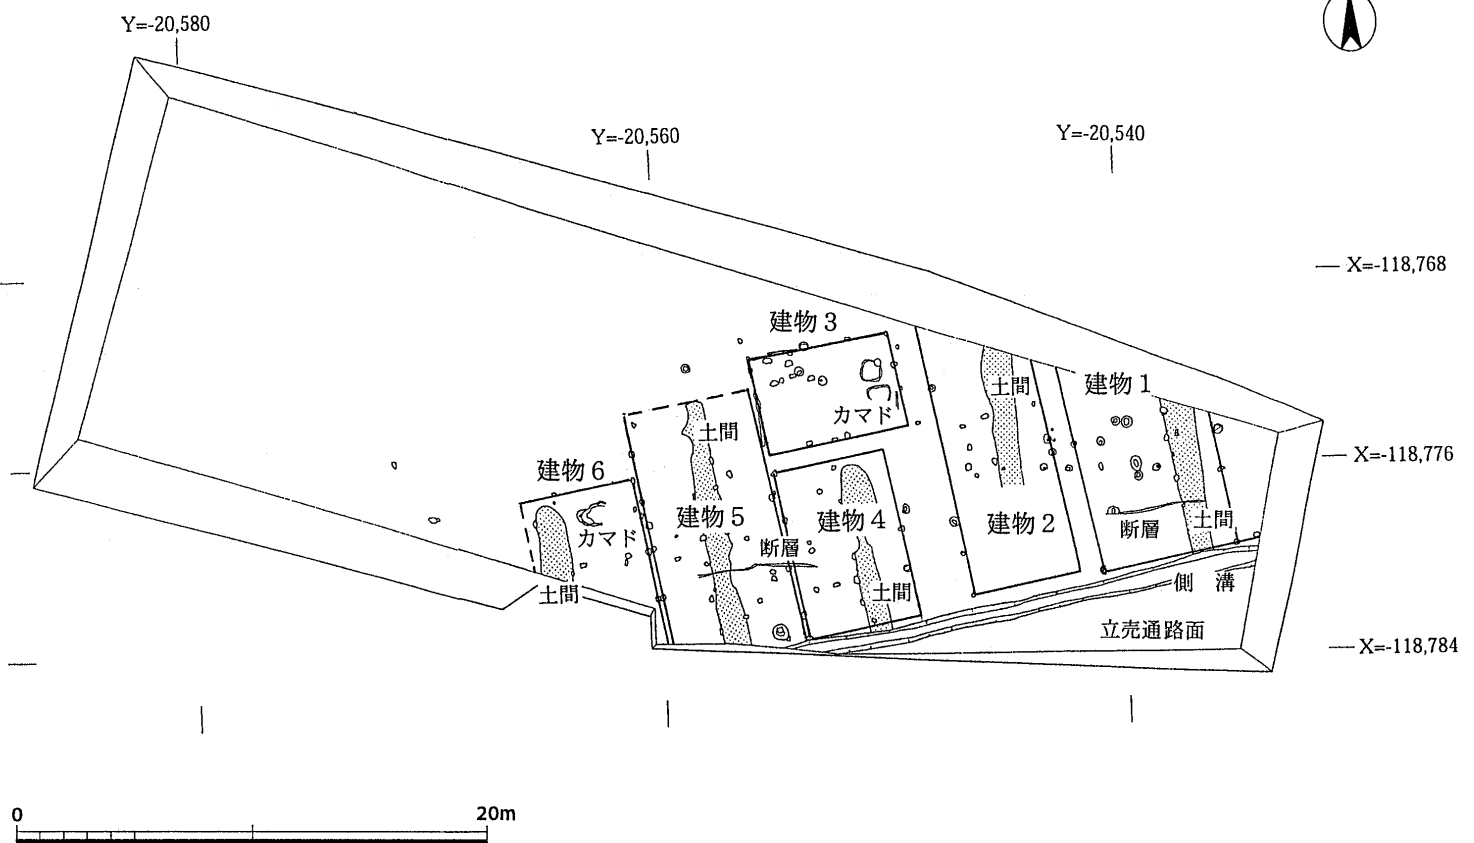 Y=-20,580
Y=-20,560
Y=-20,540
X=-118,768
建物3
土間
建物1
カマド
土間
X=-118,776
建物6
建物5
建物4
建物2
カマド
断層
断層
土間
土間
土間
側 溝
立売通路面
X=-118,784
0
20m